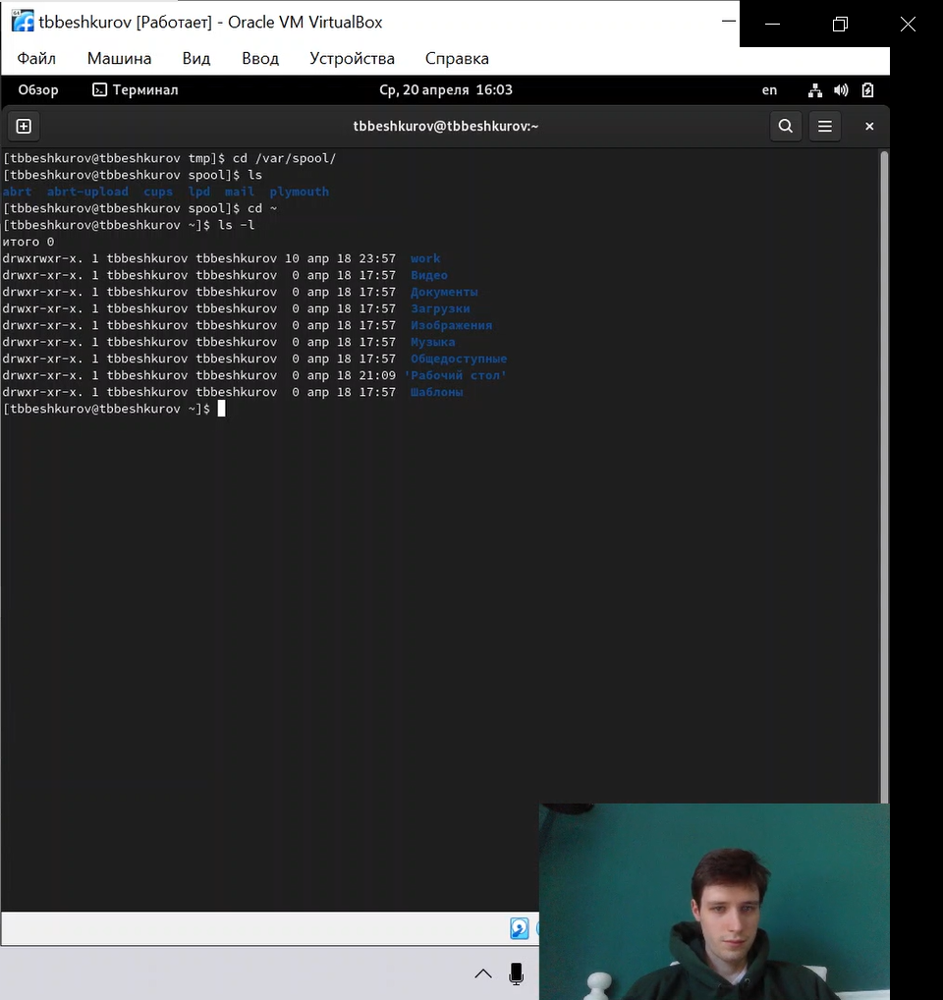 tbbeshkurov [Работает] - Oracle VM VirtualBox
Файл Машина Вид Ввод Устройства Справка
Обзор Терминал Ср, 20 апреля 16:03 en
tbbeshkurov@tbbeshkurov:~
[tbbeshkurov@tbbeshkurov tmp]$ cd /var/spool/
[tbbeshkurov@tbbeshkurov spool]$ ls
abrt abrt-upload cups lpd mail plymouth
[tbbeshkurov@tbbeshkurov spool]$ cd ~
[tbbeshkurov@tbbeshkurov ~]$ ls -l
итого 0
drwxrwxr-x. 1 tbbeshkurov tbbeshkurov 10 апр 18 23:57 work
drwxr-xr-x. 1 tbbeshkurov tbbeshkurov 0 апр 18 17:57 Видео
drwxr-xr-x. 1 tbbeshkurov tbbeshkurov 0 апр 18 17:57 Документы
drwxr-xr-x. 1 tbbeshkurov tbbeshkurov 0 апр 18 17:57 Загрузки
drwxr-xr-x. 1 tbbeshkurov tbbeshkurov 0 апр 18 17:57 Изображения
drwxr-xr-x. 1 tbbeshkurov tbbeshkurov 0 апр 18 17:57 Музыка
drwxr-xr-x. 1 tbbeshkurov tbbeshkurov 0 апр 18 17:57 Общедоступные
drwxr-xr-x. 1 tbbeshkurov tbbeshkurov 0 апр 18 21:09 'Рабочий стол'
drwxr-xr-x. 1 tbbeshkurov tbbeshkurov 0 апр 18 17:57 Шаблоны
[tbbeshkurov@tbbeshkurov ~]$